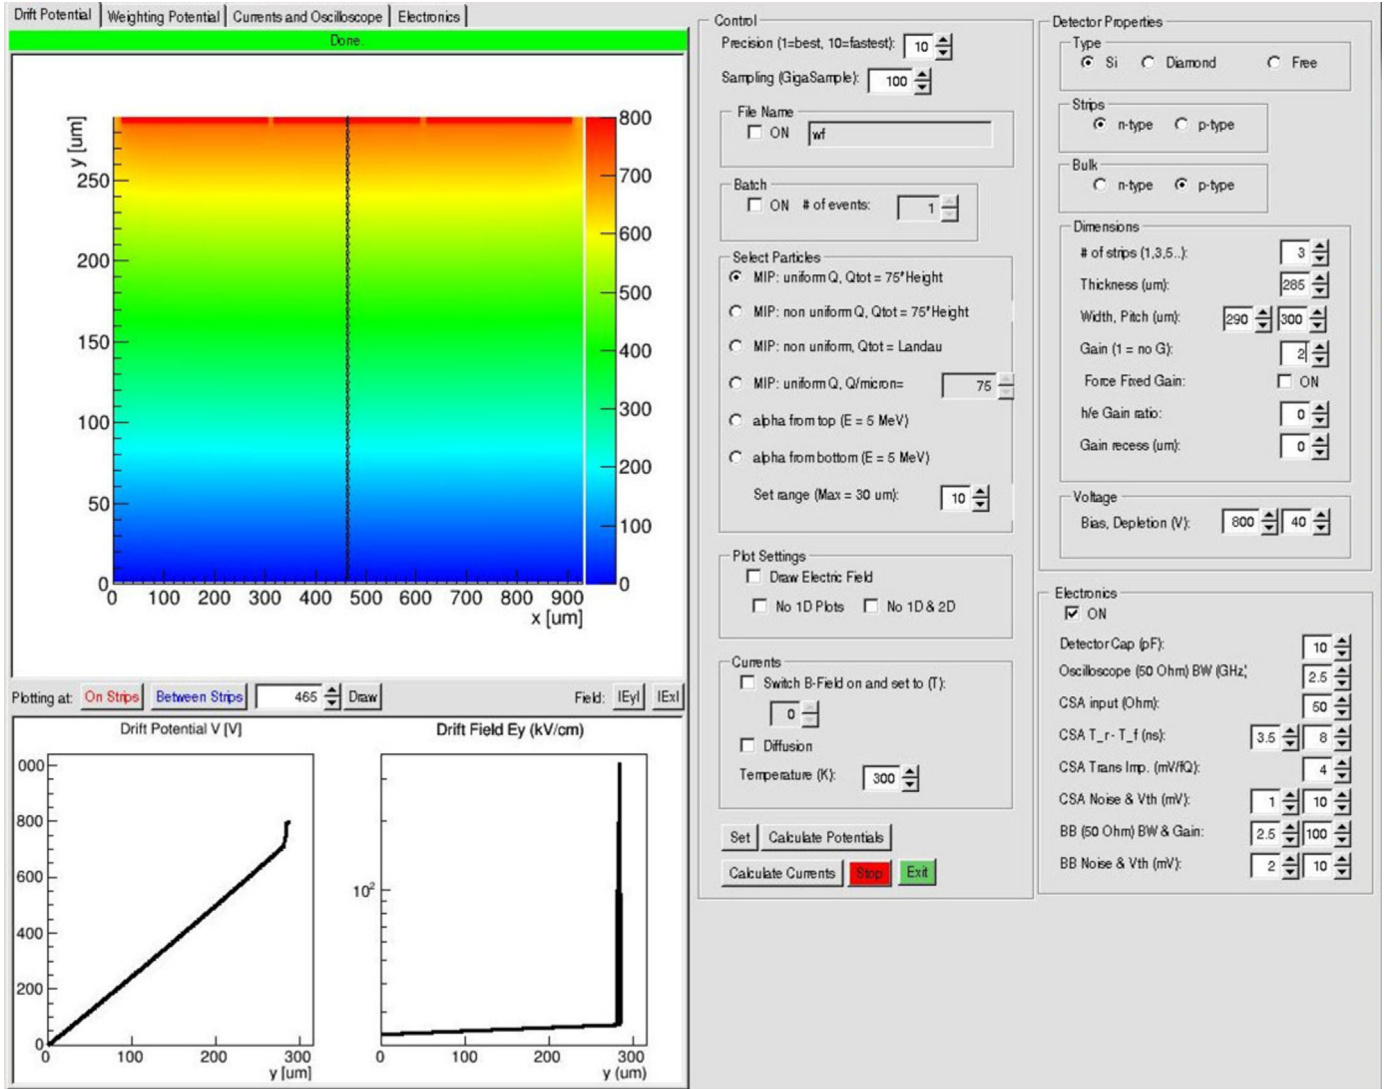 Drift Potential Weighting Potential Currents and Oscilloscope Electronics
Done.
y [um]
250
200
150
100
50
0
0 100 200 300 400 500 600 700 800 900
x [um]
800
700
600
500
400
300
200
100
0
Plotting at: On Strips Between Strips 465 Draw Field: |Ey| |Ex|
Drift Potential V [V]
000
800
600
400
200
0
0 100 200 300
y [um]
Drift Field Ey (kV/cm)
10²
0 100 200 300
y (um)
Control
Precision (1=best, 10=fastest): 10
Sampling (GigaSample): 100
File Name
ON wf
Batch
ON # of events: 1
Select Particles
MIP: uniform Q, Qtot = 75*Height
MIP: non uniform Q, Qtot = 75*Height
MIP: non uniform, Qtot = Landau
MIP: uniform Q, Q/micron= 75
alpha from top (E = 5 MeV)
alpha from bottom (E = 5 MeV)
Set range (Max = 30 um): 10
Plot Settings
Draw Electric Field
No 1D Plots No 1D & 2D
Currents
Switch B-Field on and set to (T):
0
Diffusion
Temperature (K): 300
Set Calculate Potentials
Calculate Currents Stop Exit
Detector Properties
Type
Si Diamond Free
Strips
n-type p-type
Bulk
n-type p-type
Dimensions
# of strips (1,3,5..): 3
Thickness (um): 285
Width, Pitch (um): 290 300
Gain (1 = no G): 2
Force Fixed Gain: ON
h/e Gain ratio: 0
Gain recess (um): 0
Voltage
Bias, Depletion (V): 800 40
Electronics
ON
Detector Cap (pF): 10
Oscilloscope (50 Ohm) BW (GHz 2.5
CSA input (Ohm): 50
CSA T_r - T_f (ns): 3.5 8
CSA Trans Imp. (mV/fQ): 4
CSA Noise & Vth (mV): 1 10
BB (50 Ohm) BW & Gain: 2.5 100
BB Noise & Vth (mV): 2 10